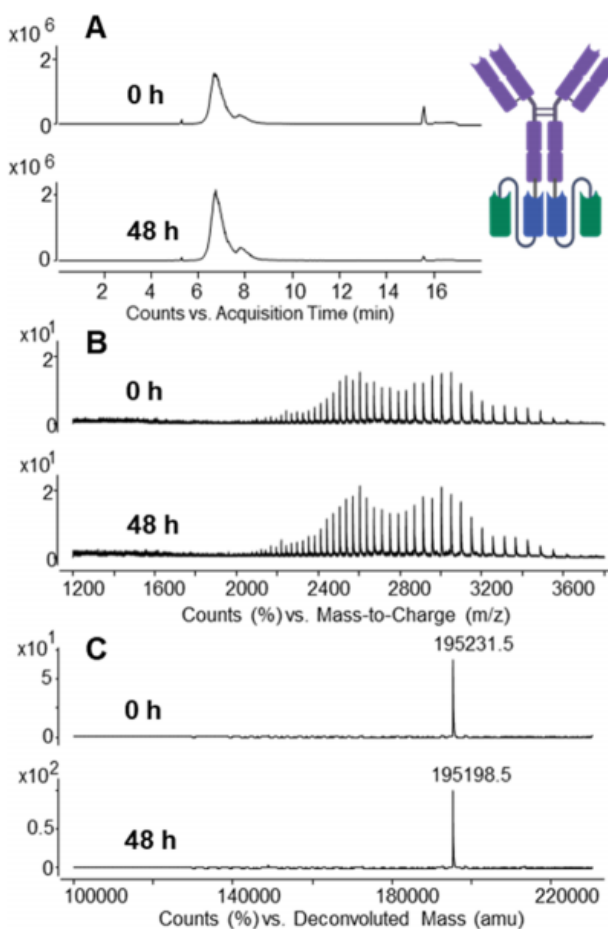 A
x10 6
2
0 h
0
x10 6
2
48 h
0
2 4 6 8 10 12 14 16
Counts vs. Acquisition Time (min)
B
x10 1
2
0 h
0
x10 1
2
48 h
0
1200 1600 2000 2400 2800 3200 3600
Counts (%) vs. Mass-to-Charge (m/z)
C
x10 1
195231.5
5
0 h
0
x10 2
195198.5
0.5
48 h
0
100000 140000 180000 220000
Counts (%) vs. Deconvoluted Mass (amu)